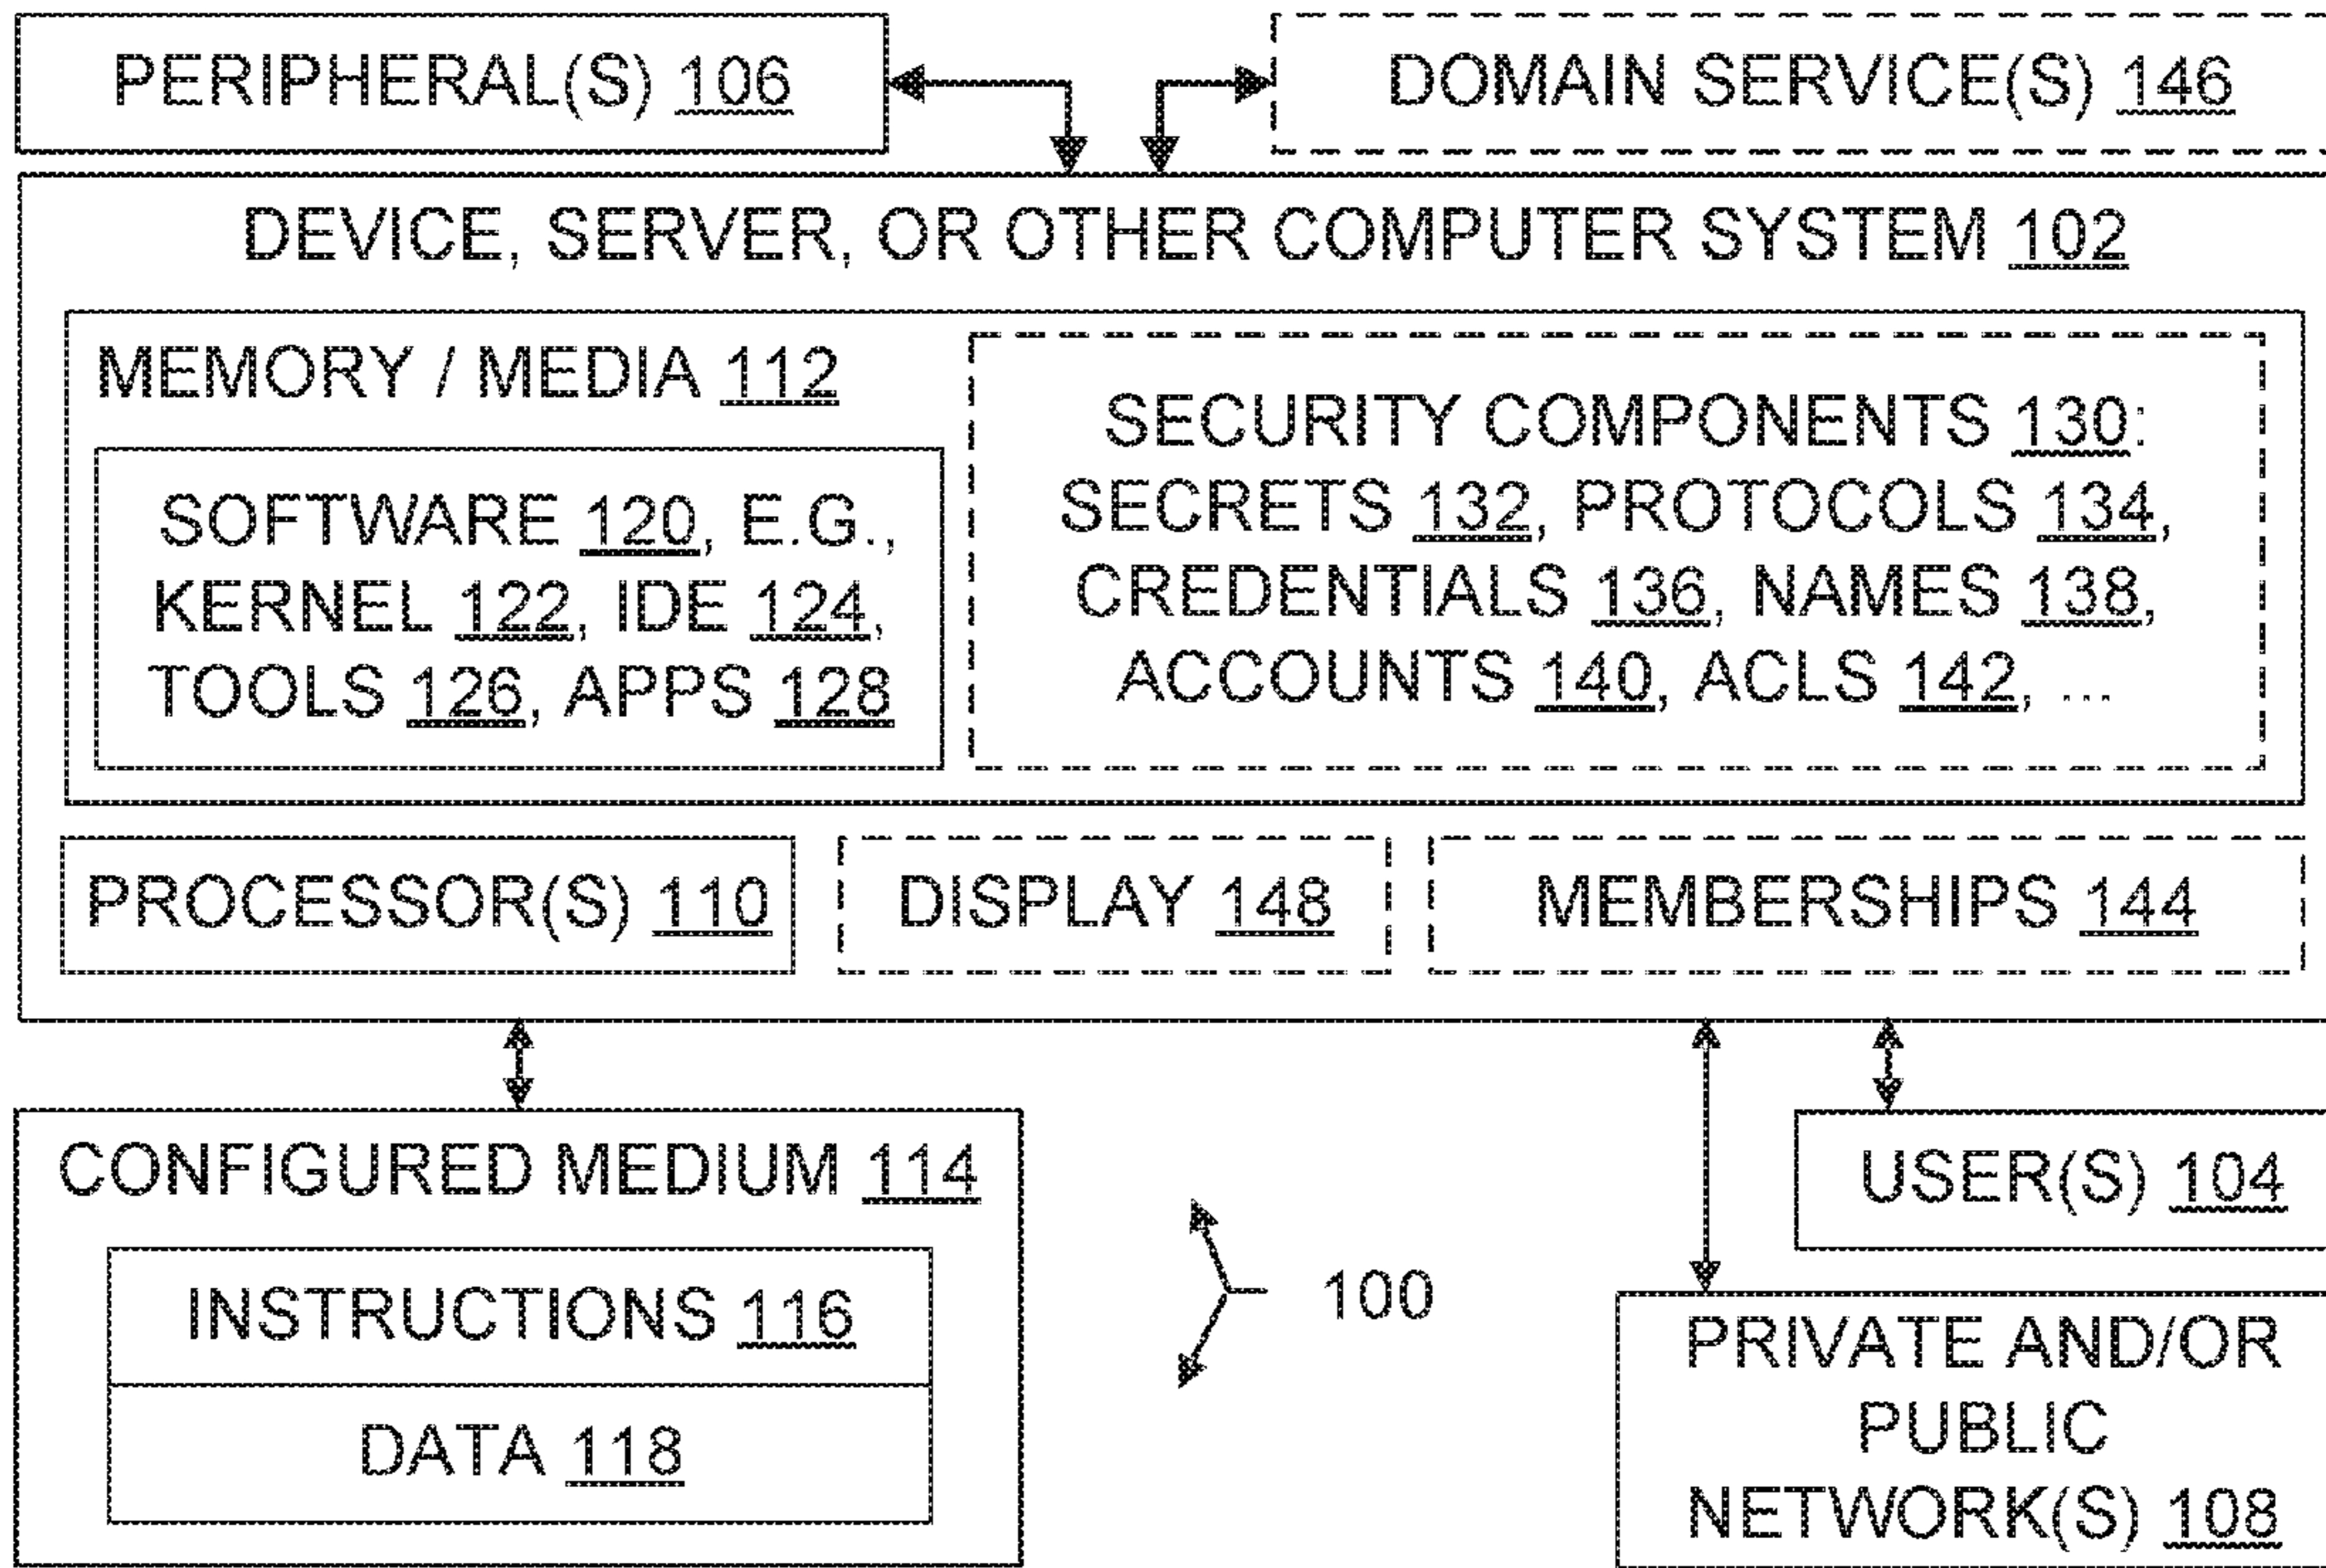 PERIPHERAL(S) 106
DOMAIN SERVICE(S) 146
DEVICE, SERVER, OR OTHER COMPUTER SYSTEM 102
MEMORY / MEDIA 112
SOFTWARE 120, E.G.,
KERNEL 122, IDE 124,
TOOLS 126, APPS 128
SECURITY COMPONENTS 130:
SECRETS 132, PROTOCOLS 134,
CREDENTIALS 136, NAMES 138,
ACCOUNTS 140, ACLS 142, ...
PROCESSOR(S) 110
DISPLAY 148
MEMBERSHIPS 144
CONFIGURED MEDIUM 114
INSTRUCTIONS 116
DATA 118
100
USER(S) 104
PRIVATE AND/OR
PUBLIC
NETWORK(S) 108